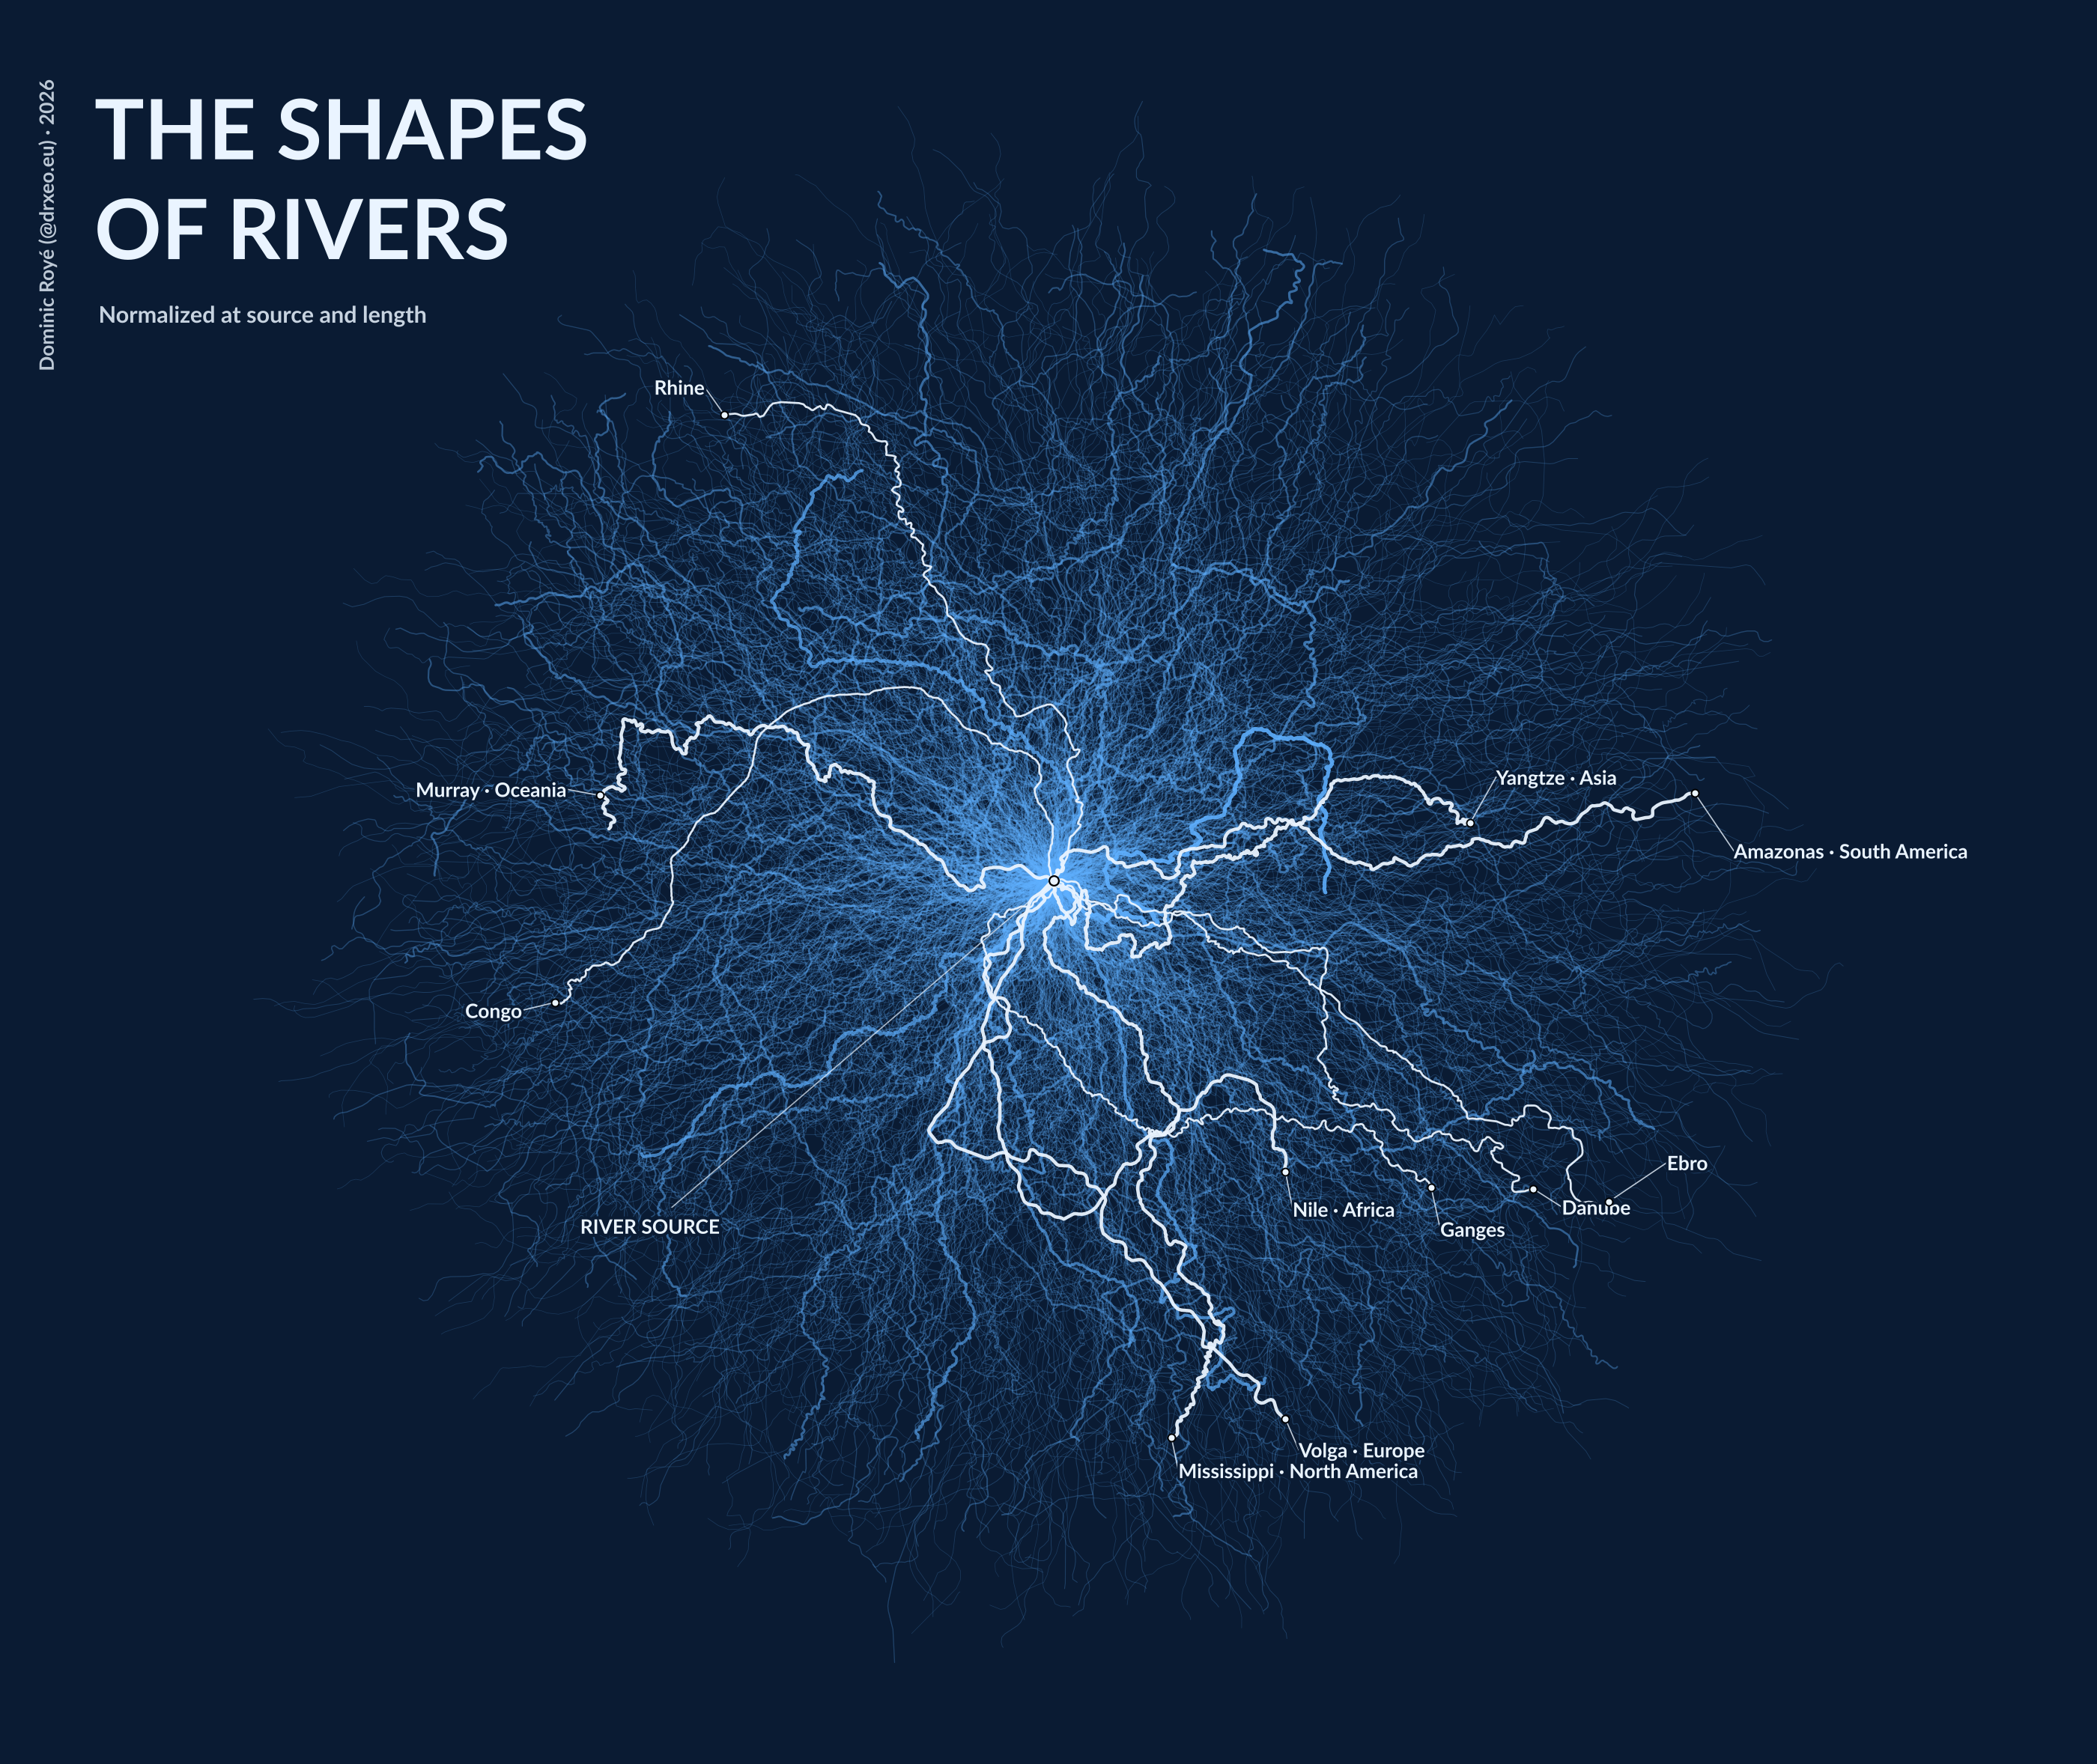 Dominic Royé (@drxeo.eu) · 2026
THE SHAPES
OF RIVERS
Normalized at source and length
Rhine
Murray · Oceania
Yangtze · Asia
Amazonas · South America
Congo
Ebro
Nile · Africa
Danube
RIVER SOURCE
Ganges
Volga · Europe
Mississippi · North America